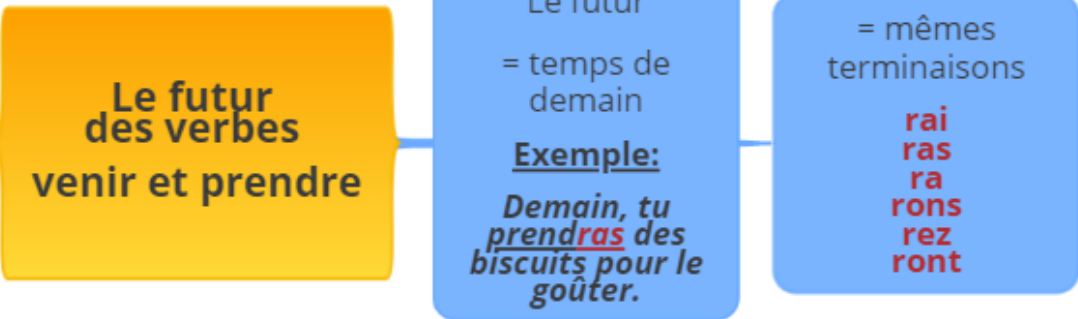 Le futur
des verbes
venir et prendre
Le futur
= temps de
demain
Exemple:
Demain, tu
prendras des
biscuits pour le
goûter.
= mêmes
terminaisons
rai
ras
ra
rons
rez
ront